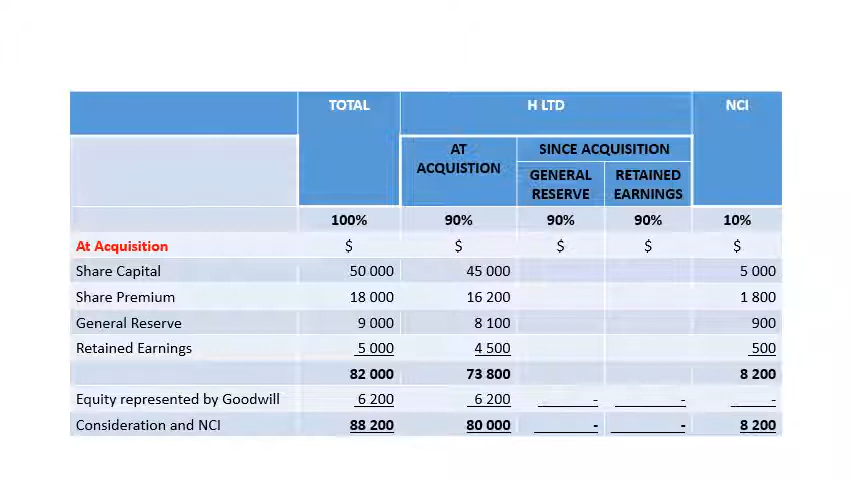 TOTAL H LTD NCI
AT ACQUISTION SINCE ACQUISITION
GENERAL RESERVE RETAINED EARNINGS
100% 90% 90% 90% 10%
At Acquisition $ $ $ $ $
Share Capital 50 000 45 000 5 000
Share Premium 18 000 16 200 1 800
General Reserve 9 000 8 100 900
Retained Earnings 5 000 4 500 500
82 000 73 800 8 200
Equity represented by Goodwill 6 200 6 200 - - -
Consideration and NCI 88 200 80 000 - - 8 200